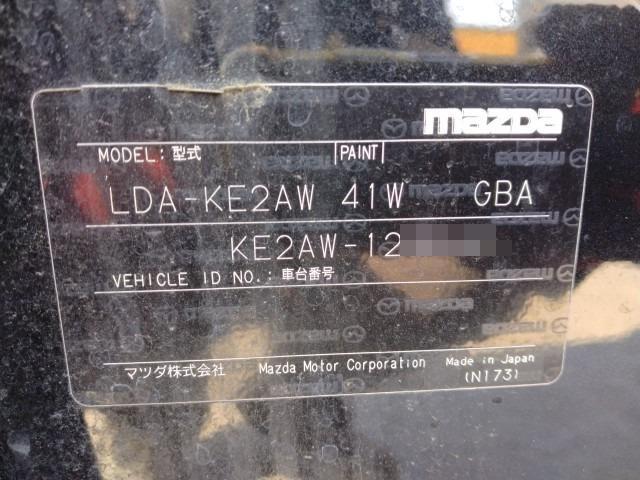 mazda
MODEL: 型式 PAINT
LDA-KE2AW 41W GBA
KE2AW-12
VEHICLE ID NO.: 車台番号
マツダ株式会社 Mazda Motor Corporation Made in Japan
(N173)